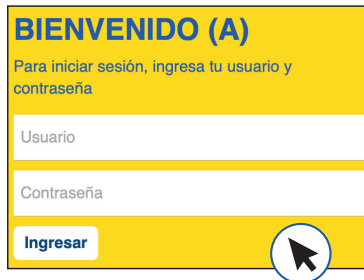 BIENVENIDO (A)
Para iniciar sesión, ingresa tu usuario y
contraseña
Usuario
Contraseña
Ingresar